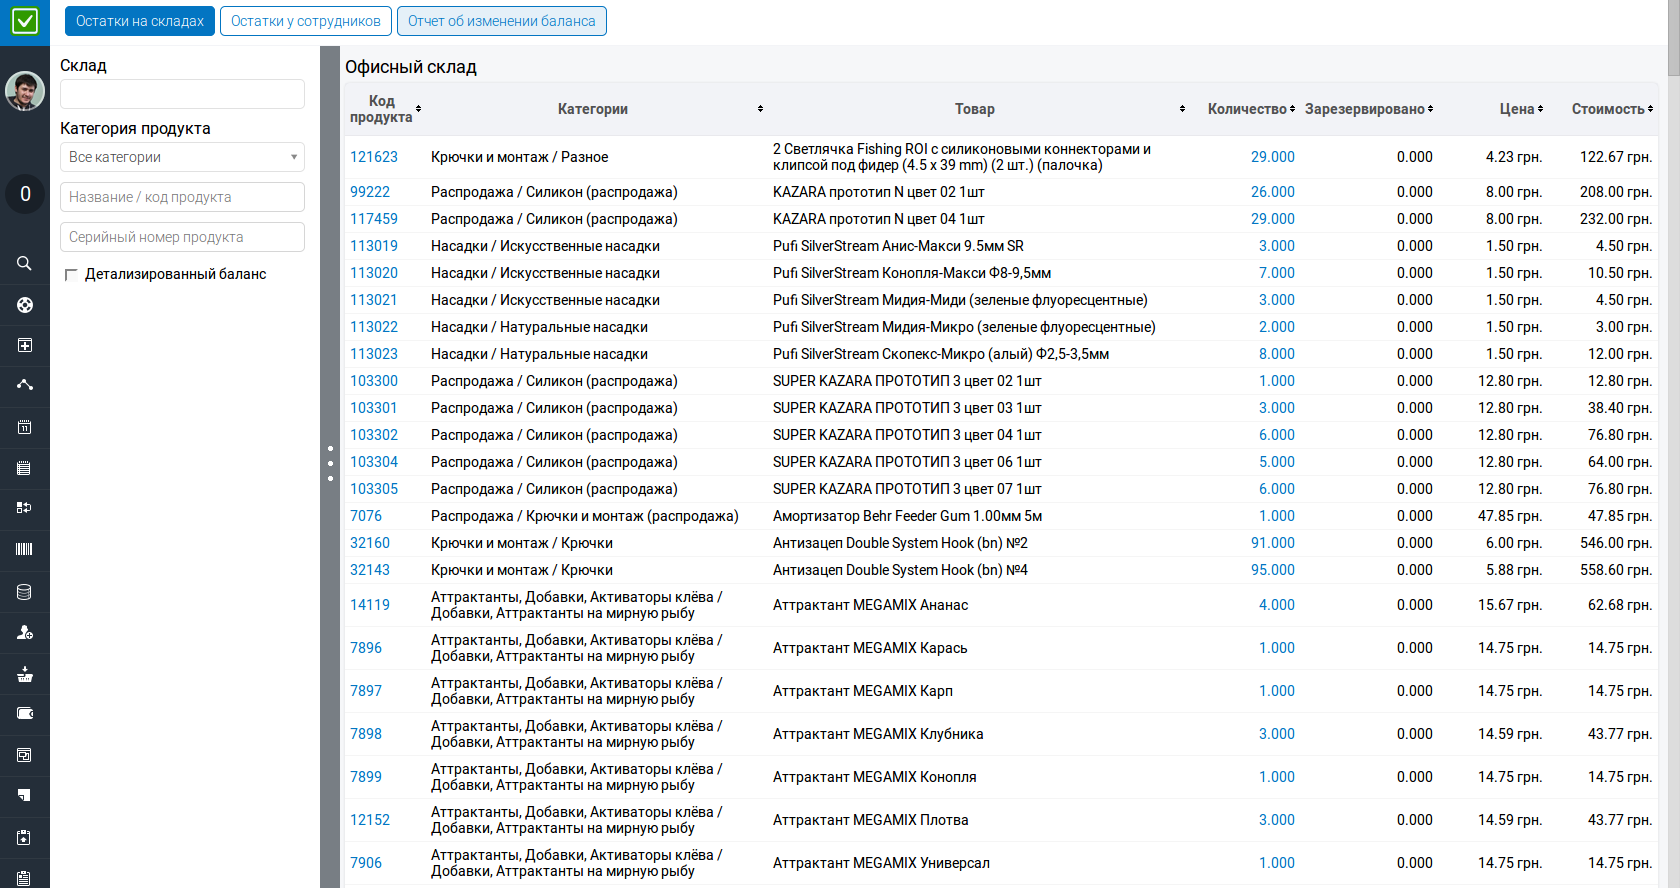 Остатки на складах
Остатки у сотрудников
Отчет об изменении баланса
0
11
Склад
Категория продукта
Все категории
Название / код продукта
Серийный номер продукта
Детализированный баланс
Офисный склад
Код продукта Категории Товар Количество Зарезервировано Цена Стоимость
121623 Крючки и монтаж / Разное 2 Светлячка Fishing ROI с силиконовыми коннекторами и
клипсой под фидер (4.5 x 39 mm) (2 шт.) (палочка) 29.000 0.000 4.23 грн. 122.67 грн.
99222 Распродажа / Силикон (распродажа) KAZARA прототип N цвет 02 1шт 26.000 0.000 8.00 грн. 208.00 грн.
117459 Распродажа / Силикон (распродажа) KAZARA прототип N цвет 04 1шт 29.000 0.000 8.00 грн. 232.00 грн.
113019 Насадки / Искусственные насадки Pufi SilverStream Анис-Макси 9.5мм SR 3.000 0.000 1.50 грн. 4.50 грн.
113020 Насадки / Искусственные насадки Pufi SilverStream Конопля-Макси Ф8-9,5мм 7.000 0.000 1.50 грн. 10.50 грн.
113021 Насадки / Искусственные насадки Pufi SilverStream Мидия-Миди (зеленые флуоресцентные) 3.000 0.000 1.50 грн. 4.50 грн.
113022 Насадки / Натуральные насадки Pufi SilverStream Мидия-Микро (зеленые флуоресцентные) 2.000 0.000 1.50 грн. 3.00 грн.
113023 Насадки / Натуральные насадки Pufi SilverStream Скопекс-Микро (алый) Ф2,5-3,5мм 8.000 0.000 1.50 грн. 12.00 грн.
103300 Распродажа / Силикон (распродажа) SUPER KAZARA ПРОТОТИП 3 цвет 02 1шт 1.000 0.000 12.80 грн. 12.80 грн.
103301 Распродажа / Силикон (распродажа) SUPER KAZARA ПРОТОТИП 3 цвет 03 1шт 3.000 0.000 12.80 грн. 38.40 грн.
103302 Распродажа / Силикон (распродажа) SUPER KAZARA ПРОТОТИП 3 цвет 04 1шт 6.000 0.000 12.80 грн. 76.80 грн.
103304 Распродажа / Силикон (распродажа) SUPER KAZARA ПРОТОТИП 3 цвет 06 1шт 5.000 0.000 12.80 грн. 64.00 грн.
103305 Распродажа / Силикон (распродажа) SUPER KAZARA ПРОТОТИП 3 цвет 07 1шт 6.000 0.000 12.80 грн. 76.80 грн.
7076 Распродажа / Крючки и монтаж (распродажа) Амортизатор Behr Feeder Gum 1.00мм 5м 1.000 0.000 47.85 грн. 47.85 грн.
32160 Крючки и монтаж / Крючки Антизацеп Double System Hook (bn) №2 91.000 0.000 6.00 грн. 546.00 грн.
32143 Крючки и монтаж / Крючки Антизацеп Double System Hook (bn) №4 95.000 0.000 5.88 грн. 558.60 грн.
14119 Аттрактанты, Добавки, Активаторы клёва /
Добавки, Аттрактанты на мирную рыбу Аттрактант MEGAMIX Ананас 4.000 0.000 15.67 грн. 62.68 грн.
7896 Аттрактанты, Добавки, Активаторы клёва /
Добавки, Аттрактанты на мирную рыбу Аттрактант MEGAMIX Карась 1.000 0.000 14.75 грн. 14.75 грн.
7897 Аттрактанты, Добавки, Активаторы клёва /
Добавки, Аттрактанты на мирную рыбу Аттрактант MEGAMIX Карп 1.000 0.000 14.75 грн. 14.75 грн.
7898 Аттрактанты, Добавки, Активаторы клёва /
Добавки, Аттрактанты на мирную рыбу Аттрактант MEGAMIX Клубника 3.000 0.000 14.59 грн. 43.77 грн.
7899 Аттрактанты, Добавки, Активаторы клёва /
Добавки, Аттрактанты на мирную рыбу Аттрактант MEGAMIX Конопля 1.000 0.000 14.75 грн. 14.75 грн.
12152 Аттрактанты, Добавки, Активаторы клёва /
Добавки, Аттрактанты на мирную рыбу Аттрактант MEGAMIX Плотва 3.000 0.000 14.59 грн. 43.77 грн.
7906 Аттрактанты, Добавки, Активаторы клёва /
Добавки, Аттрактанты на мирную рыбу Аттрактант MEGAMIX Универсал 1.000 0.000 14.75 грн. 14.75 грн.